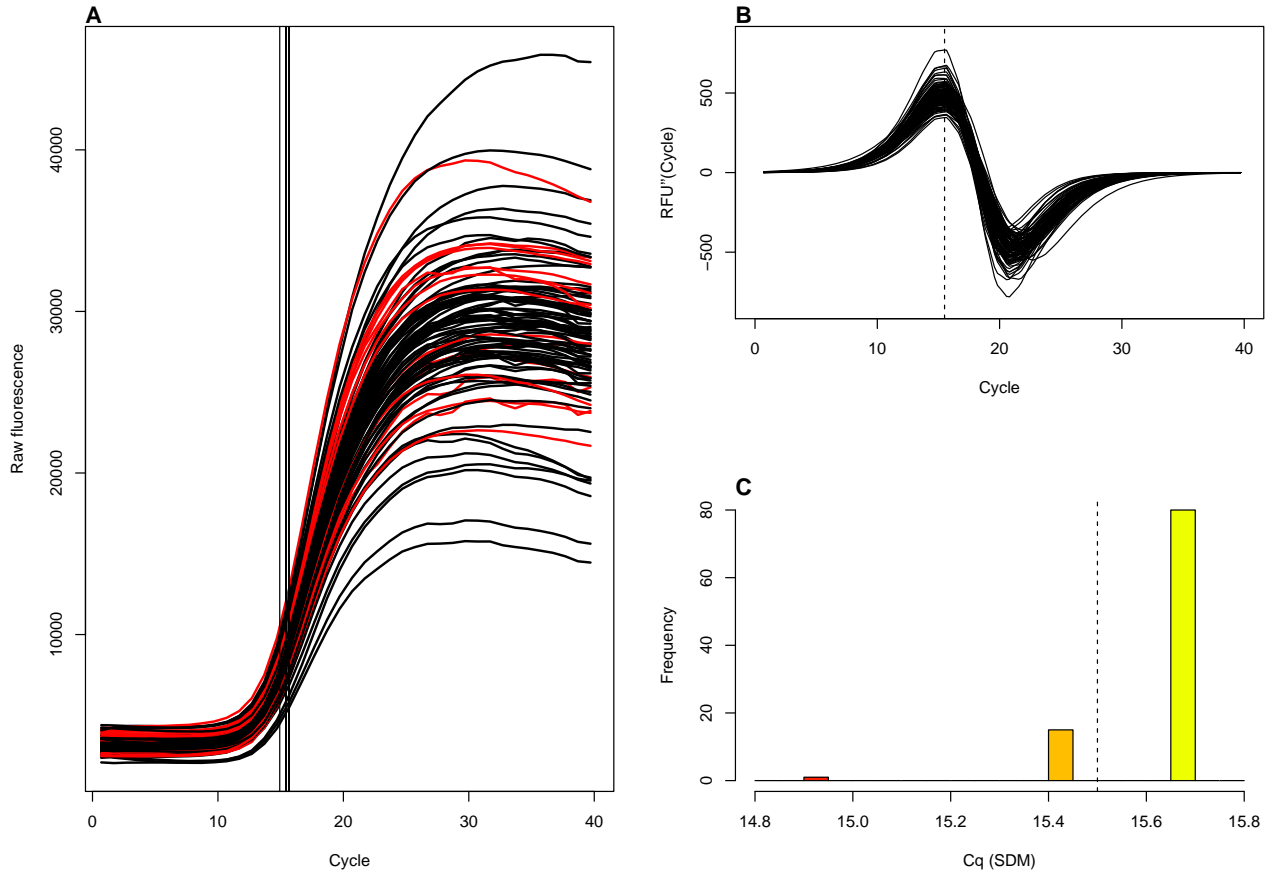 A
Raw fluorescence
40000
30000
20000
10000
0 10 20 30 40
Cycle
B
RFU''(Cycle)
500
0
−500
0 10 20 30 40
Cycle
C
Frequency
80
60
40
20
0
14.8 15.0 15.2 15.4 15.6 15.8
Cq (SDM)